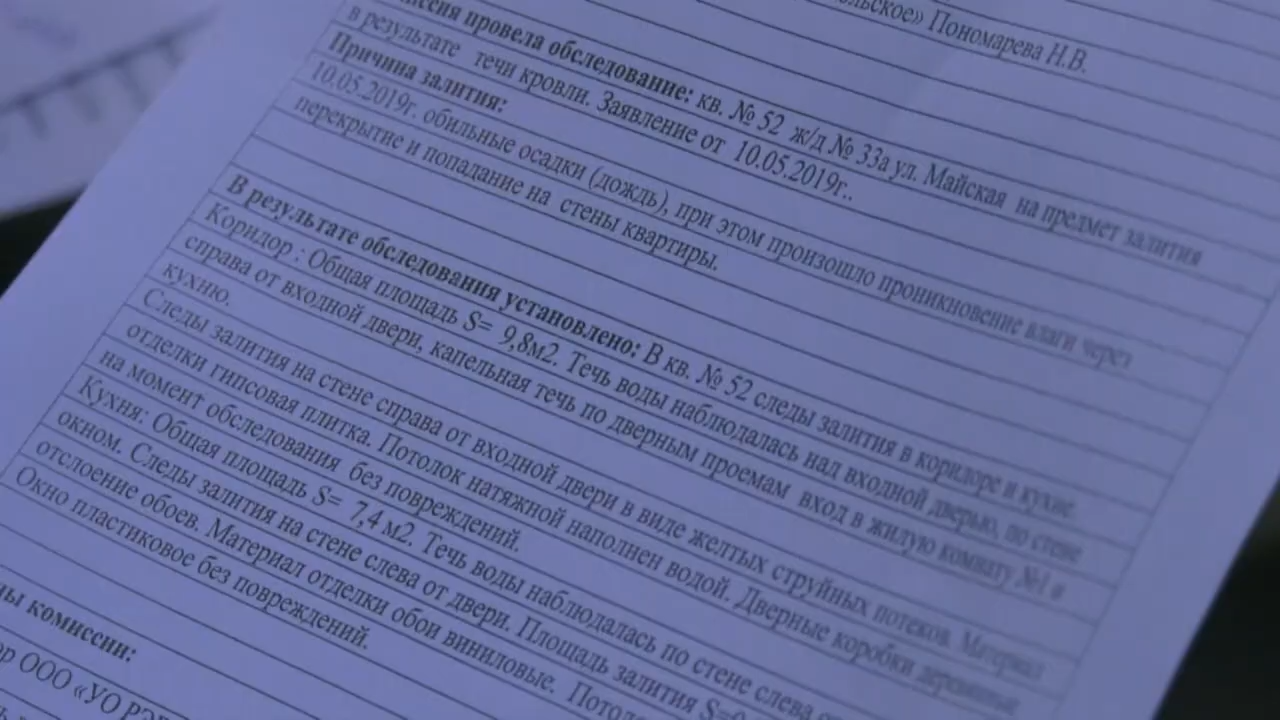 льское» Пономарева Н.В.
ссия провела обследование: кв. № 52 ж/д № 33а ул. Майская на предмет залития
в результате течи кровли. Заявление от 10.05.2019г..
Причина залития:
10.05.2019г. обильные осадки (дождь), при этом произошло проникновение влаги через
перекрытие и попадание на стены квартиры.
В результате обследования установлено: В кв. № 52 следы залития в коридоре и кухне.
Коридор : Общая площадь S= 9,8м2. Течь воды наблюдалась над входной дверью, по стене
справа от входной двери, капельная течь по дверным проемам вход в жилую комнату №1 и
кухню.
Следы залития на стене справа от входной двери в виде желтых струйных потеков. Материал
отделки гипсовая плитка. Потолок натяжной наполнен водой. Дверные коробки деревянные
на момент обследования без повреждений.
Кухня: Общая площадь S= 7,4 м2. Течь воды наблюдалась по стене слева
окном. Следы залития на стене слева от двери. Площадь залития S=0
отслоение обоев. Материал отделки обои виниловые. Потоло
Окно пластиковое без повреждений.
ны комиссии:
ор ООО «УО РЭ